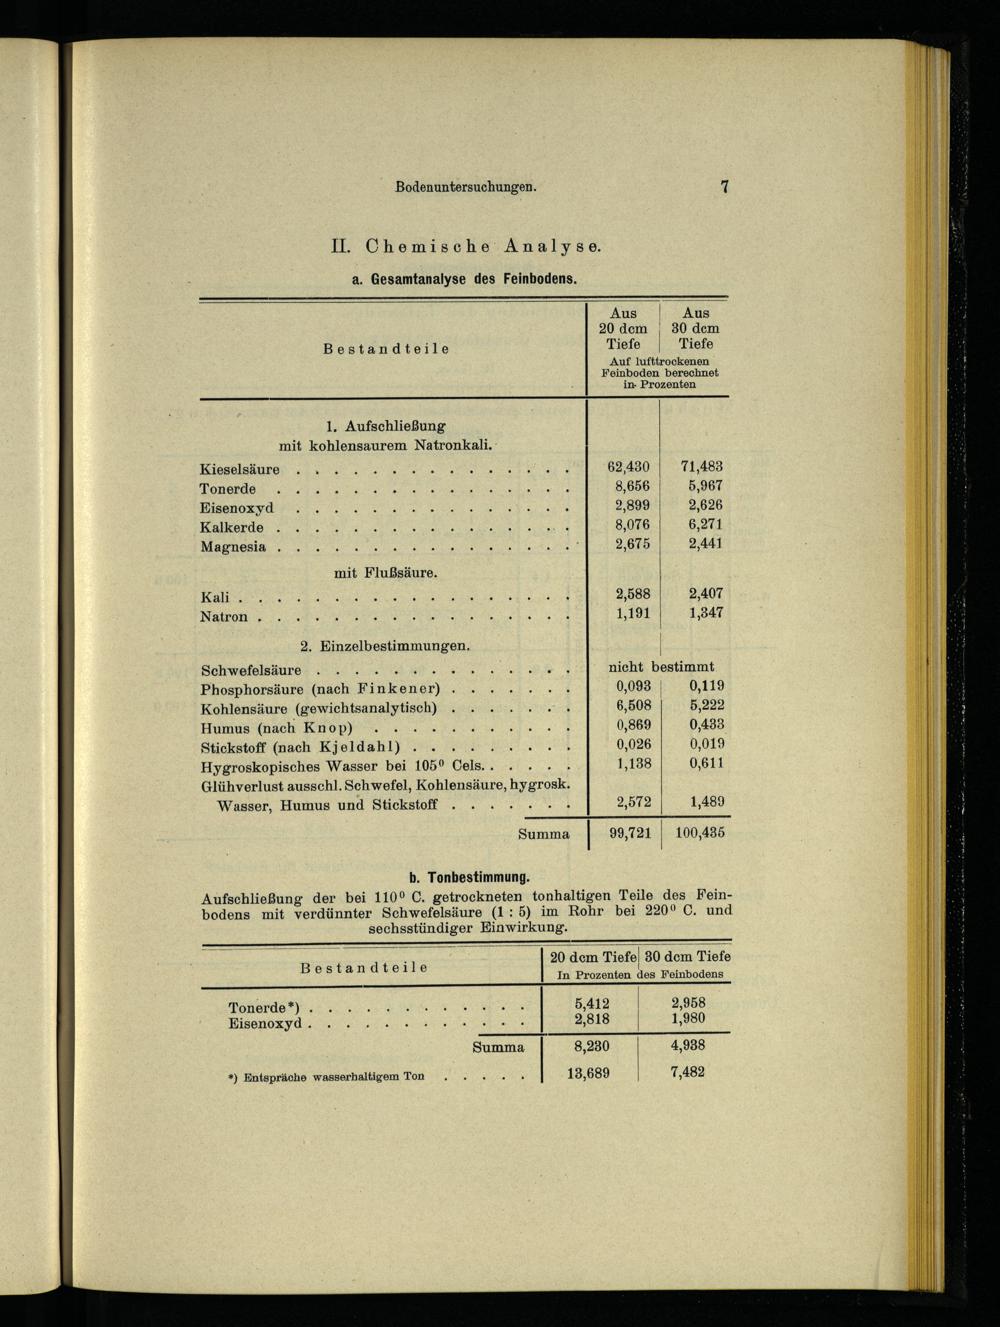 Bodenuntersuchungen. 7
II. Chemische Analyse.
a. Gesamtanalyse des Feinbodens.
Bestandteile
Aus 20 dcm Tiefe
Aus 30 dcm Tiefe
Auf lufttrockenen
Feinboden berechnet
in Prozenten
1. Aufschließung
mit kohlensaurem Natronkali.
Kieselsäure . . . . . . . . . . . . . . . 62,430 71,483
Tonerde . . . . . . . . . . . . . . . . 8,656 5,967
Eisenoxyd . . . . . . . . . . . . . . . 2,899 2,626
Kalkerde . . . . . . . . . . . . . . . . 8,076 6,271
Magnesia . . . . . . . . . . . . . . . . 2,675 2,441
mit Flußsäure.
Kali . . . . . . . . . . . . . . . . . . 2,588 2,407
Natron . . . . . . . . . . . . . . . . . 1,191 1,347
2. Einzelbestimmungen.
Schwefelsäure . . . . . . . . . . . . . . nicht bestimmt
Phosphorsäure (nach Finkener) . . . . . . . 0,093 0,119
Kohlensäure (gewichtsanalytisch) . . . . . . . 6,508 5,222
Humus (nach Knop) . . . . . . . . . . . 0,869 0,433
Stickstoff (nach Kjeldahl) . . . . . . . . . 0,026 0,019
Hygroskopisches Wasser bei 105⁰ Cels. . . . . . 1,138 0,611
Glühverlust ausschl. Schwefel, Kohlensäure, hygrosk.
Wasser, Humus und Stickstoff . . . . . . . 2,572 1,489
Summa 99,721 100,435
b. Tonbestimmung.
Aufschließung der bei 110⁰ C. getrockneten tonhaltigen Teile des Fein-
bodens mit verdünnter Schwefelsäure (1 : 5) im Rohr bei 220⁰ C. und
sechsstündiger Einwirkung.
Bestandteile
20 dcm Tiefe 30 dcm Tiefe
In Prozenten des Feinbodens
Tonerde*) . . . . . . . . . . . . 5,412 2,958
Eisenoxyd . . . . . . . . . . . . 2,818 1,980
Summa 8,230 4,938
*) Entspräche wasserhaltigem Ton . . . . . 13,689 7,482